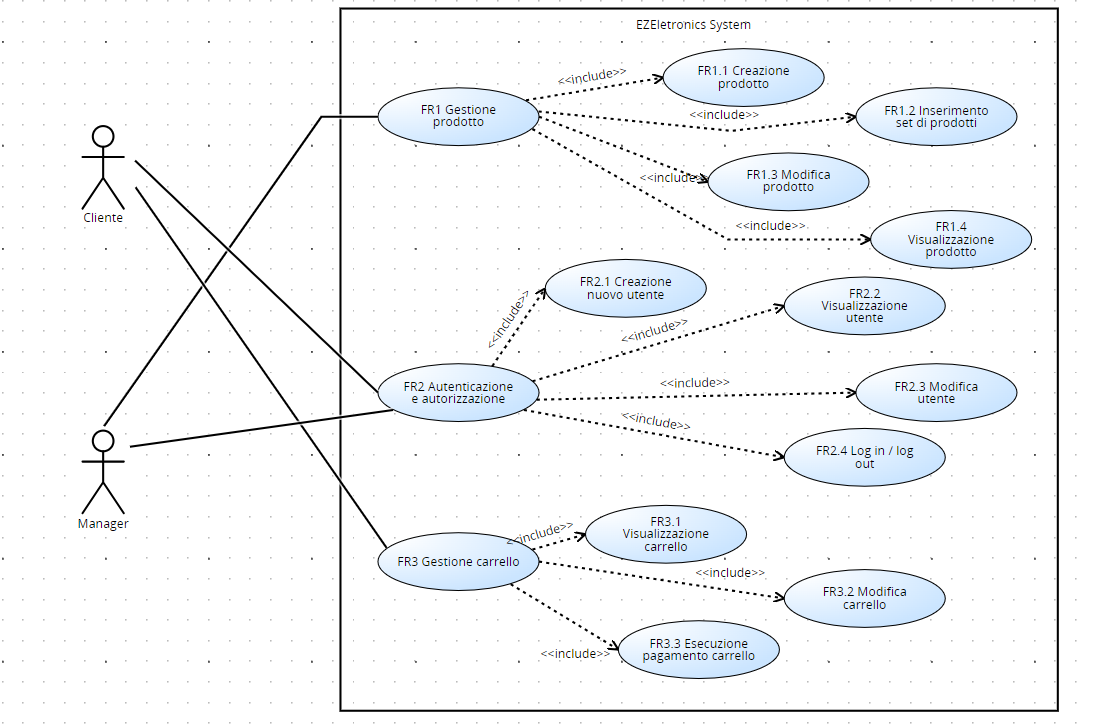 EZEletronics System
<<include>>
FR1.1 Creazione
prodotto
FR1 Gestione
prodotto
<<include>>
FR1.2 Inserimento
set di prodotti
<<include>>
FR1.3 Modifica
prodotto
<<include>>
FR1.4
Visualizzazione
prodotto
Cliente
<<include>>
FR2.1 Creazione
nuovo utente
<<include>>
FR2.2
Visualizzazione
utente
FR2 Autenticazione
e autorizzazione
<<include>>
FR2.3 Modifica
utente
<<include>>
FR2.4 Log in / log
out
Manager
<<include>>
FR3.1
Visualizzazione
carrello
FR3 Gestione carrello
<<include>>
FR3.2 Modifica
carrello
<<include>>
FR3.3 Esecuzione
pagamento carrello